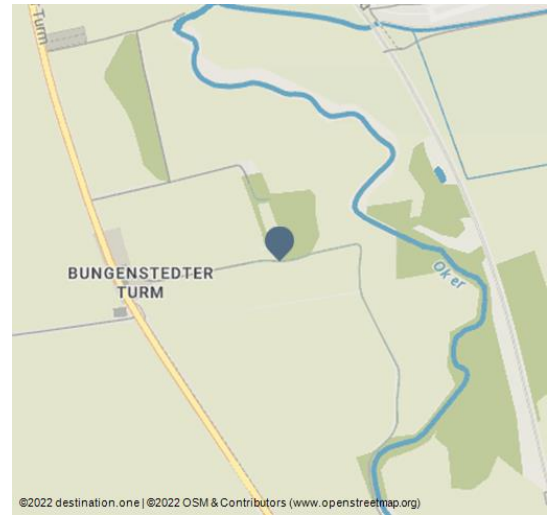 Turm
BUNGENSTEDTER
TURM
Oker
©2022 destination.one | ©2022 OSM & Contributors (www.openstreetmap.org)